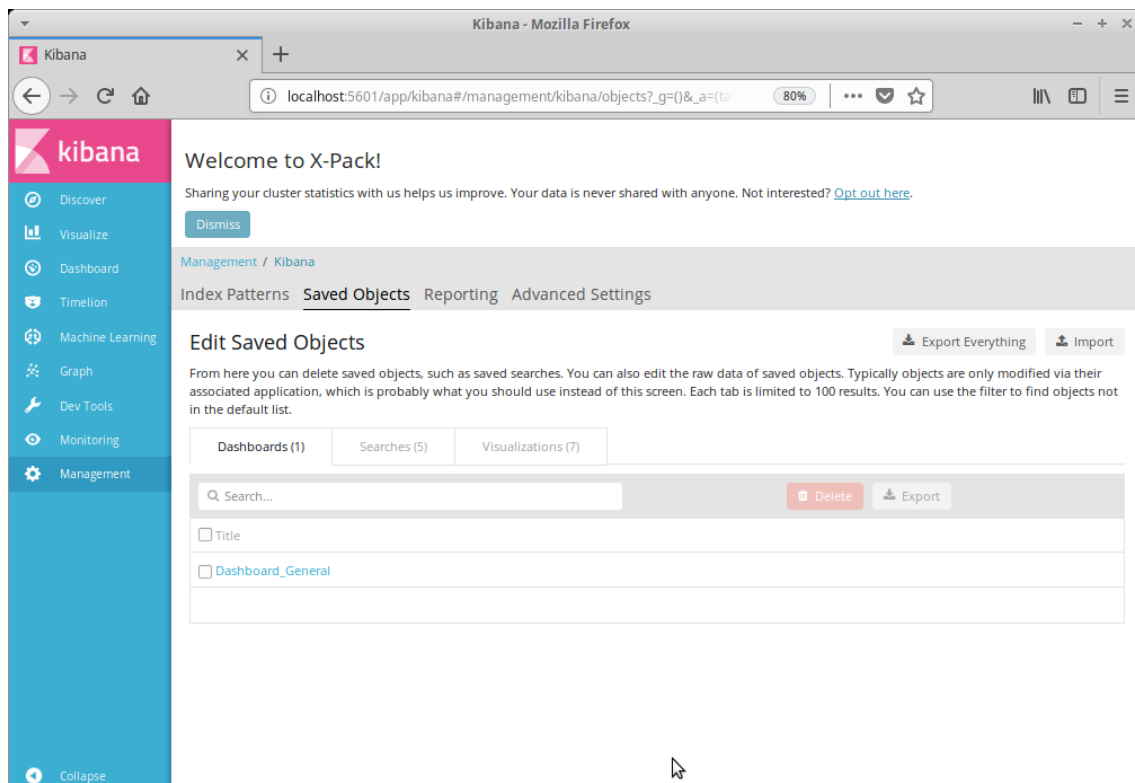 Kibana - Mozilla Firefox
Kibana
localhost:5601/app/kibana#/management/kibana/objects?_g=()&_a=(ta
80%
kibana
Discover
Visualize
Dashboard
Timelion
Machine Learning
Graph
Dev Tools
Monitoring
Management
Collapse
Welcome to X-Pack!
Sharing your cluster statistics with us helps us improve. Your data is never shared with anyone. Not interested? Opt out here.
Dismiss
Management / Kibana
Index Patterns Saved Objects Reporting Advanced Settings
Edit Saved Objects
Export Everything
Import
From here you can delete saved objects, such as saved searches. You can also edit the raw data of saved objects. Typically objects are only modified via their
associated application, which is probably what you should use instead of this screen. Each tab is limited to 100 results. You can use the filter to find objects not
in the default list.
Dashboards (1)
Searches (5)
Visualizations (7)
Search...
Delete
Export
Title
Dashboard_General